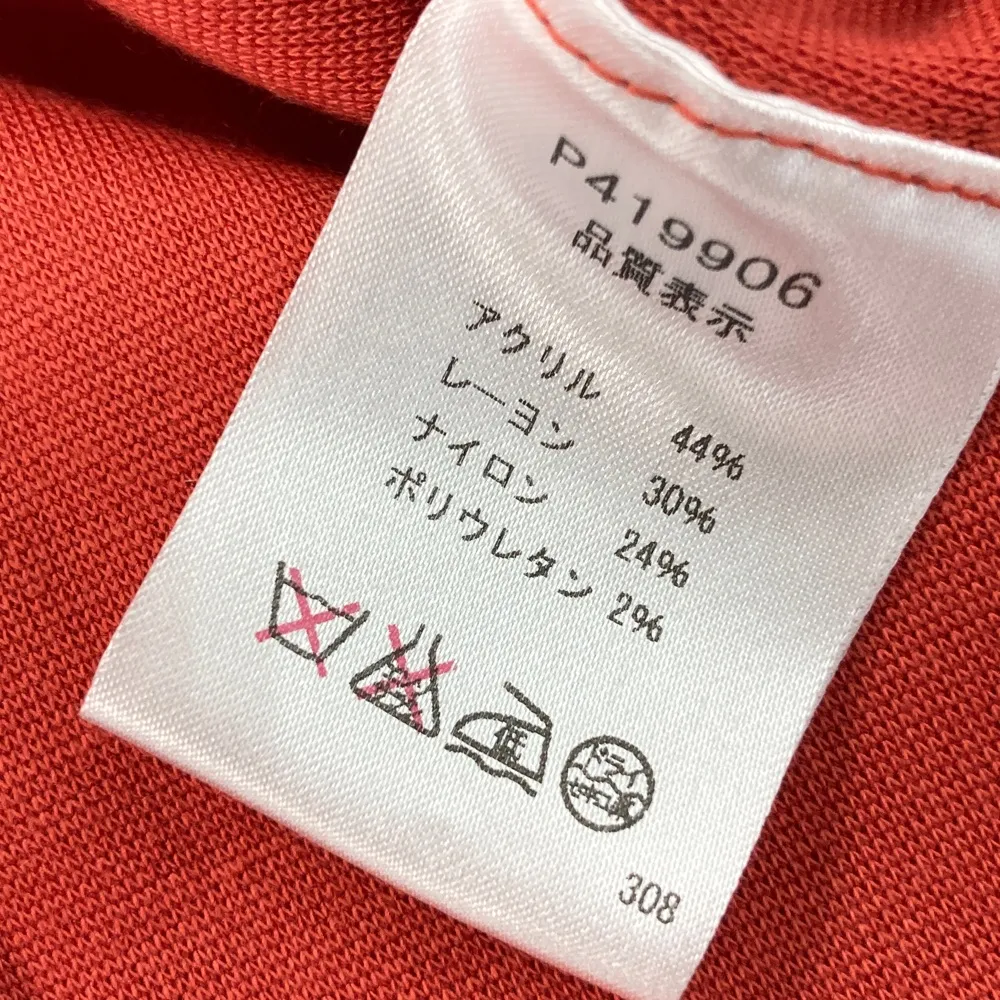 P419906
品質表示
アクリル 44%
レーヨン 30%
ナイロン 24%
ポリウレタン 2%
低
ドライ
308